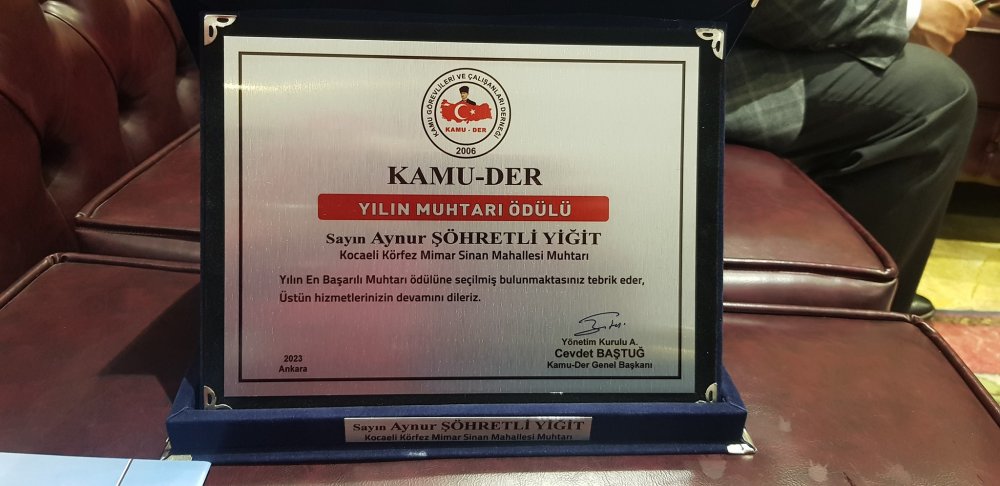 KAMU GÖREVLİLERİ VE ÇALIŞANLARI DERNEĞİ
KAMU - DER
2006
KAMU-DER
YILIN MUHTARI ÖDÜLÜ
Sayın Aynur ŞÖHRETLİ YİĞİT
Kocaeli Körfez Mimar Sinan Mahallesi Muhtarı
Yılın En Başarılı Muhtarı ödülüne seçilmiş bulunmaktasınız tebrik eder,
Üstün hizmetlerinizin devamını dileriz.
Yönetim Kurulu A.
Cevdet BAŞTUĞ
Kamu-Der Genel Başkanı
2023
Ankara
Sayın Aynur ŞÖHRETLİ YİĞİT
Kocaeli Körfez Mimar Sinan Mahallesi Muhtarı